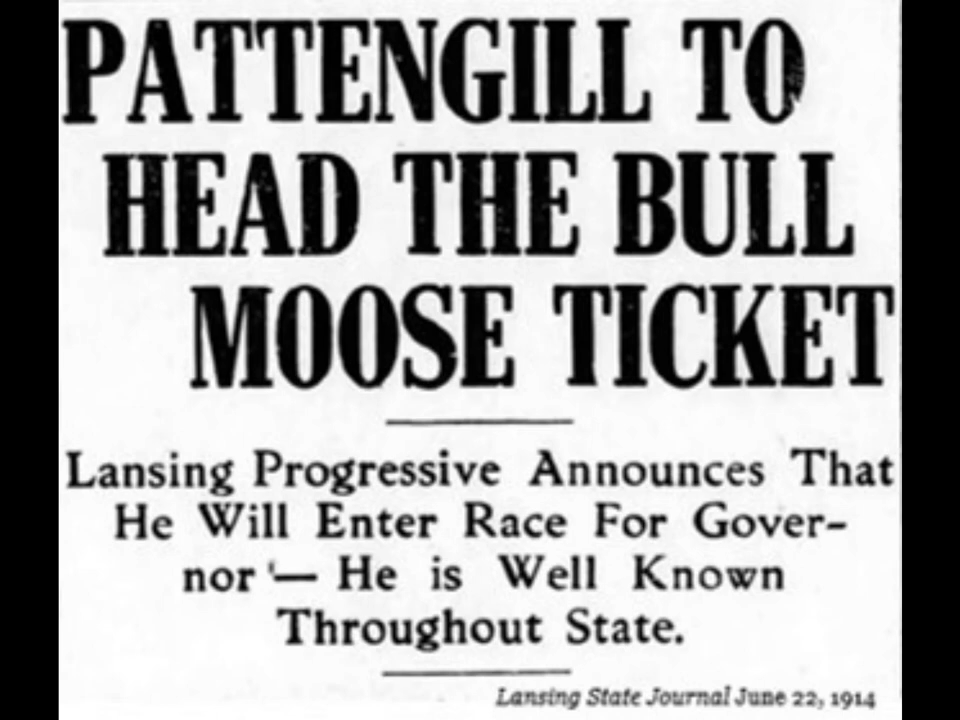 PATTENGILL TO
HEAD THE BULL
MOOSE TICKET
Lansing Progressive Announces That
He Will Enter Race For Gover-
nor — He is Well Known
Throughout State.
Lansing State Journal June 22, 1914